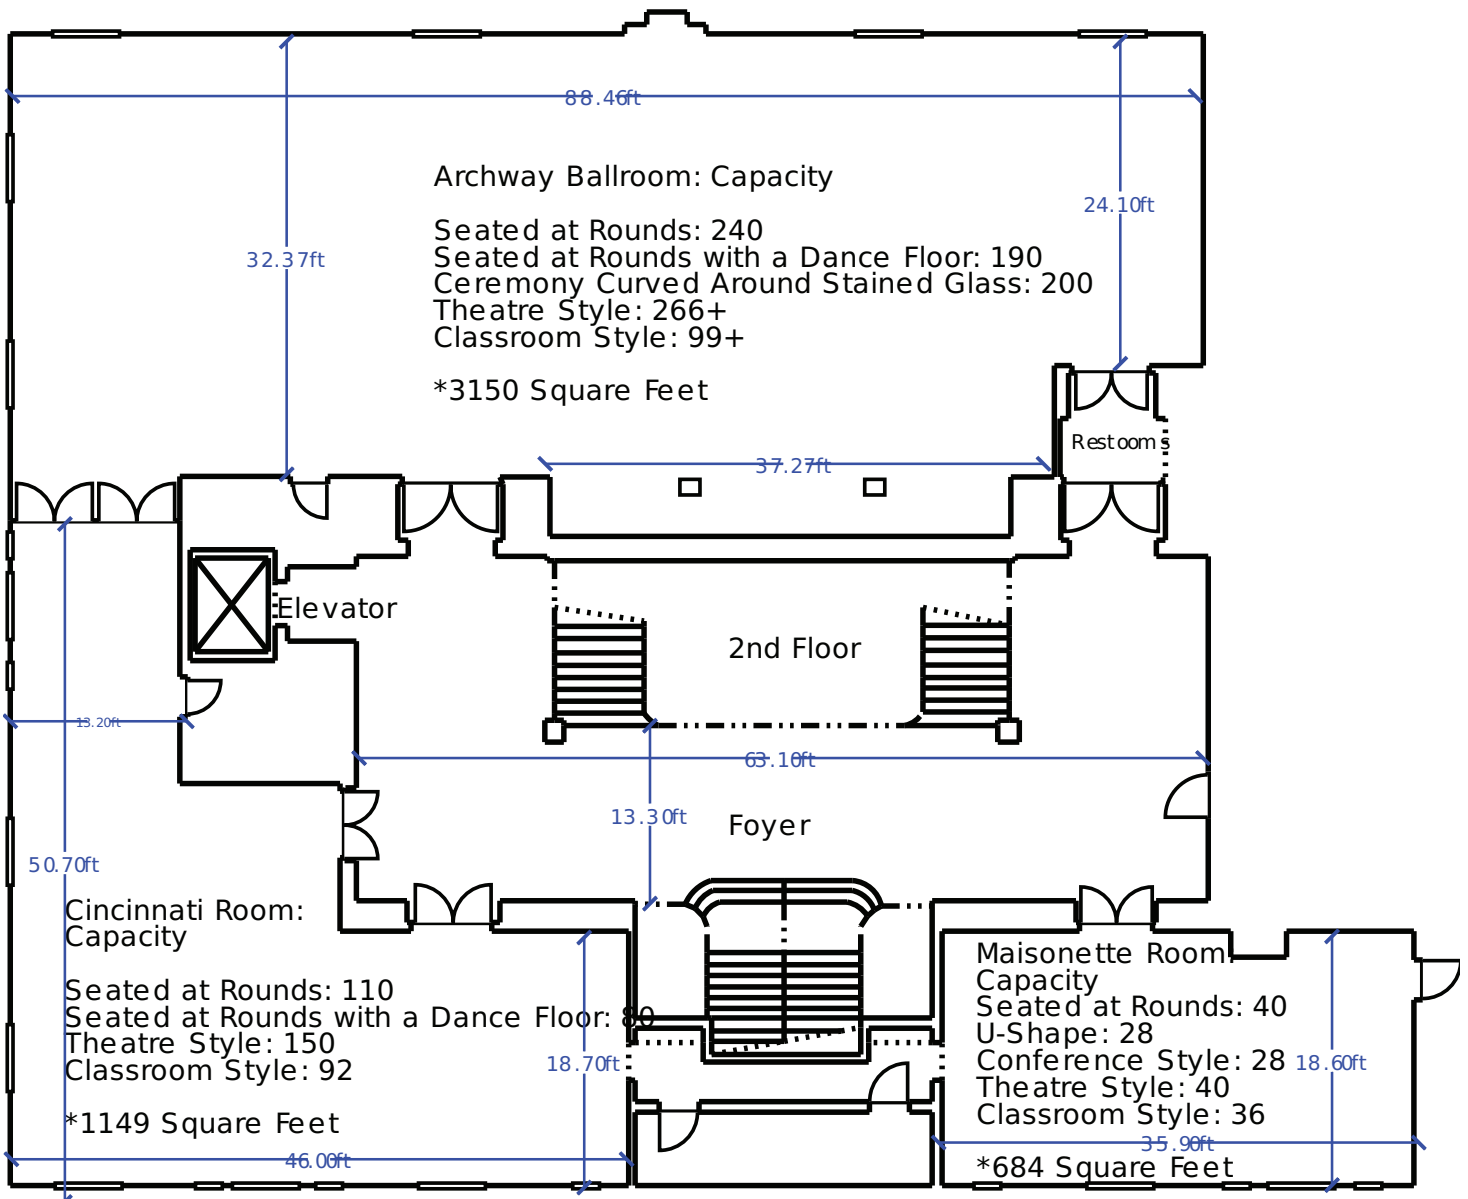 88.46ft
Archway Ballroom: Capacity
24.10ft
Seated at Rounds: 240
32.37ft
Seated at Rounds with a Dance Floor: 190
Ceremony Curved Around Stained Glass: 200
Theatre Style: 266+
Classroom Style: 99+
*3150 Square Feet
Restooms
37.27ft
Elevator
2nd Floor
13.20ft
63.10ft
13.30ft
Foyer
50.70ft
Cincinnati Room:
Capacity
Seated at Rounds: 110
Seated at Rounds with a Dance Floor: 80
Theatre Style: 150
Classroom Style: 92
*1149 Square Feet
18.70ft
46.00ft
Maisonette Room
Capacity
Seated at Rounds: 40
U-Shape: 28
Conference Style: 28
18.60ft
Theatre Style: 40
Classroom Style: 36
35.90ft
*684 Square Feet